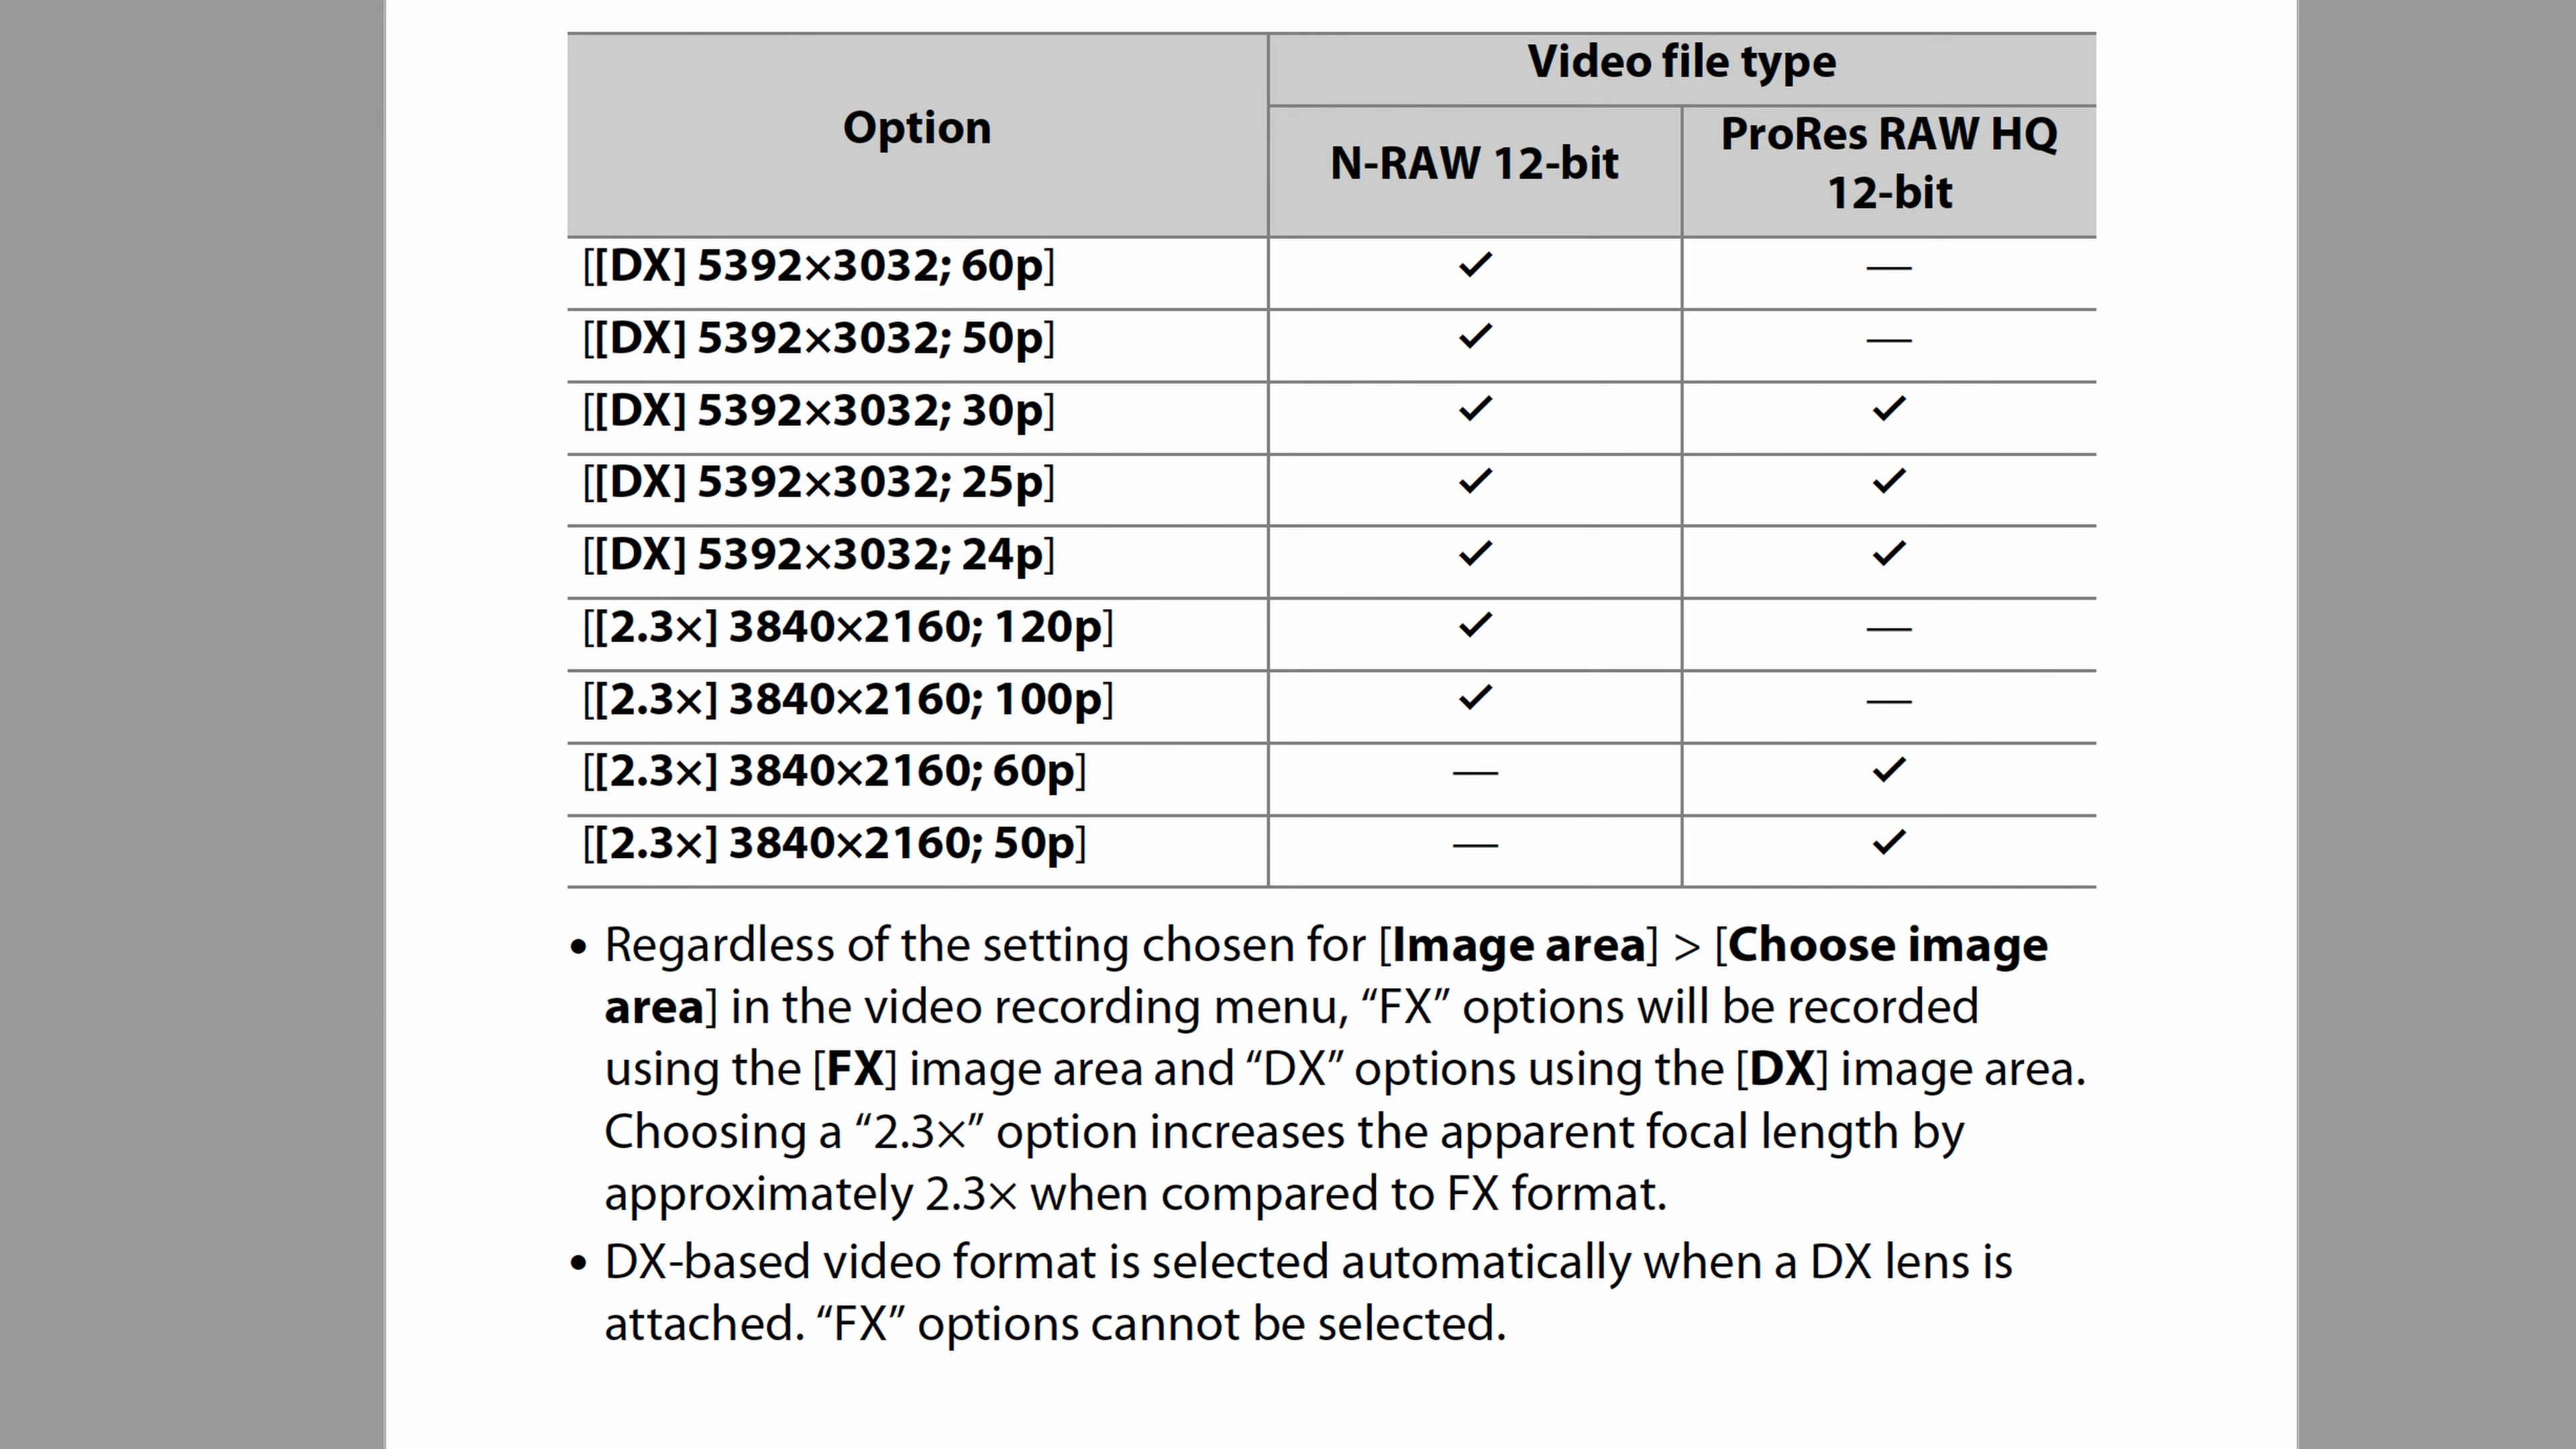 Option
Video file type
N-RAW 12-bit
ProRes RAW HQ
12-bit
[[DX] 5392×3032; 60p] ✓ —
[[DX] 5392×3032; 50p] ✓ —
[[DX] 5392×3032; 30p] ✓ ✓
[[DX] 5392×3032; 25p] ✓ ✓
[[DX] 5392×3032; 24p] ✓ ✓
[[2.3×] 3840×2160; 120p] ✓ —
[[2.3×] 3840×2160; 100p] ✓ —
[[2.3×] 3840×2160; 60p] — ✓
[[2.3×] 3840×2160; 50p] — ✓
• Regardless of the setting chosen for [Image area] > [Choose image
area] in the video recording menu, “FX” options will be recorded
using the [FX] image area and “DX” options using the [DX] image area.
Choosing a “2.3×” option increases the apparent focal length by
approximately 2.3× when compared to FX format.
• DX-based video format is selected automatically when a DX lens is
attached. “FX” options cannot be selected.